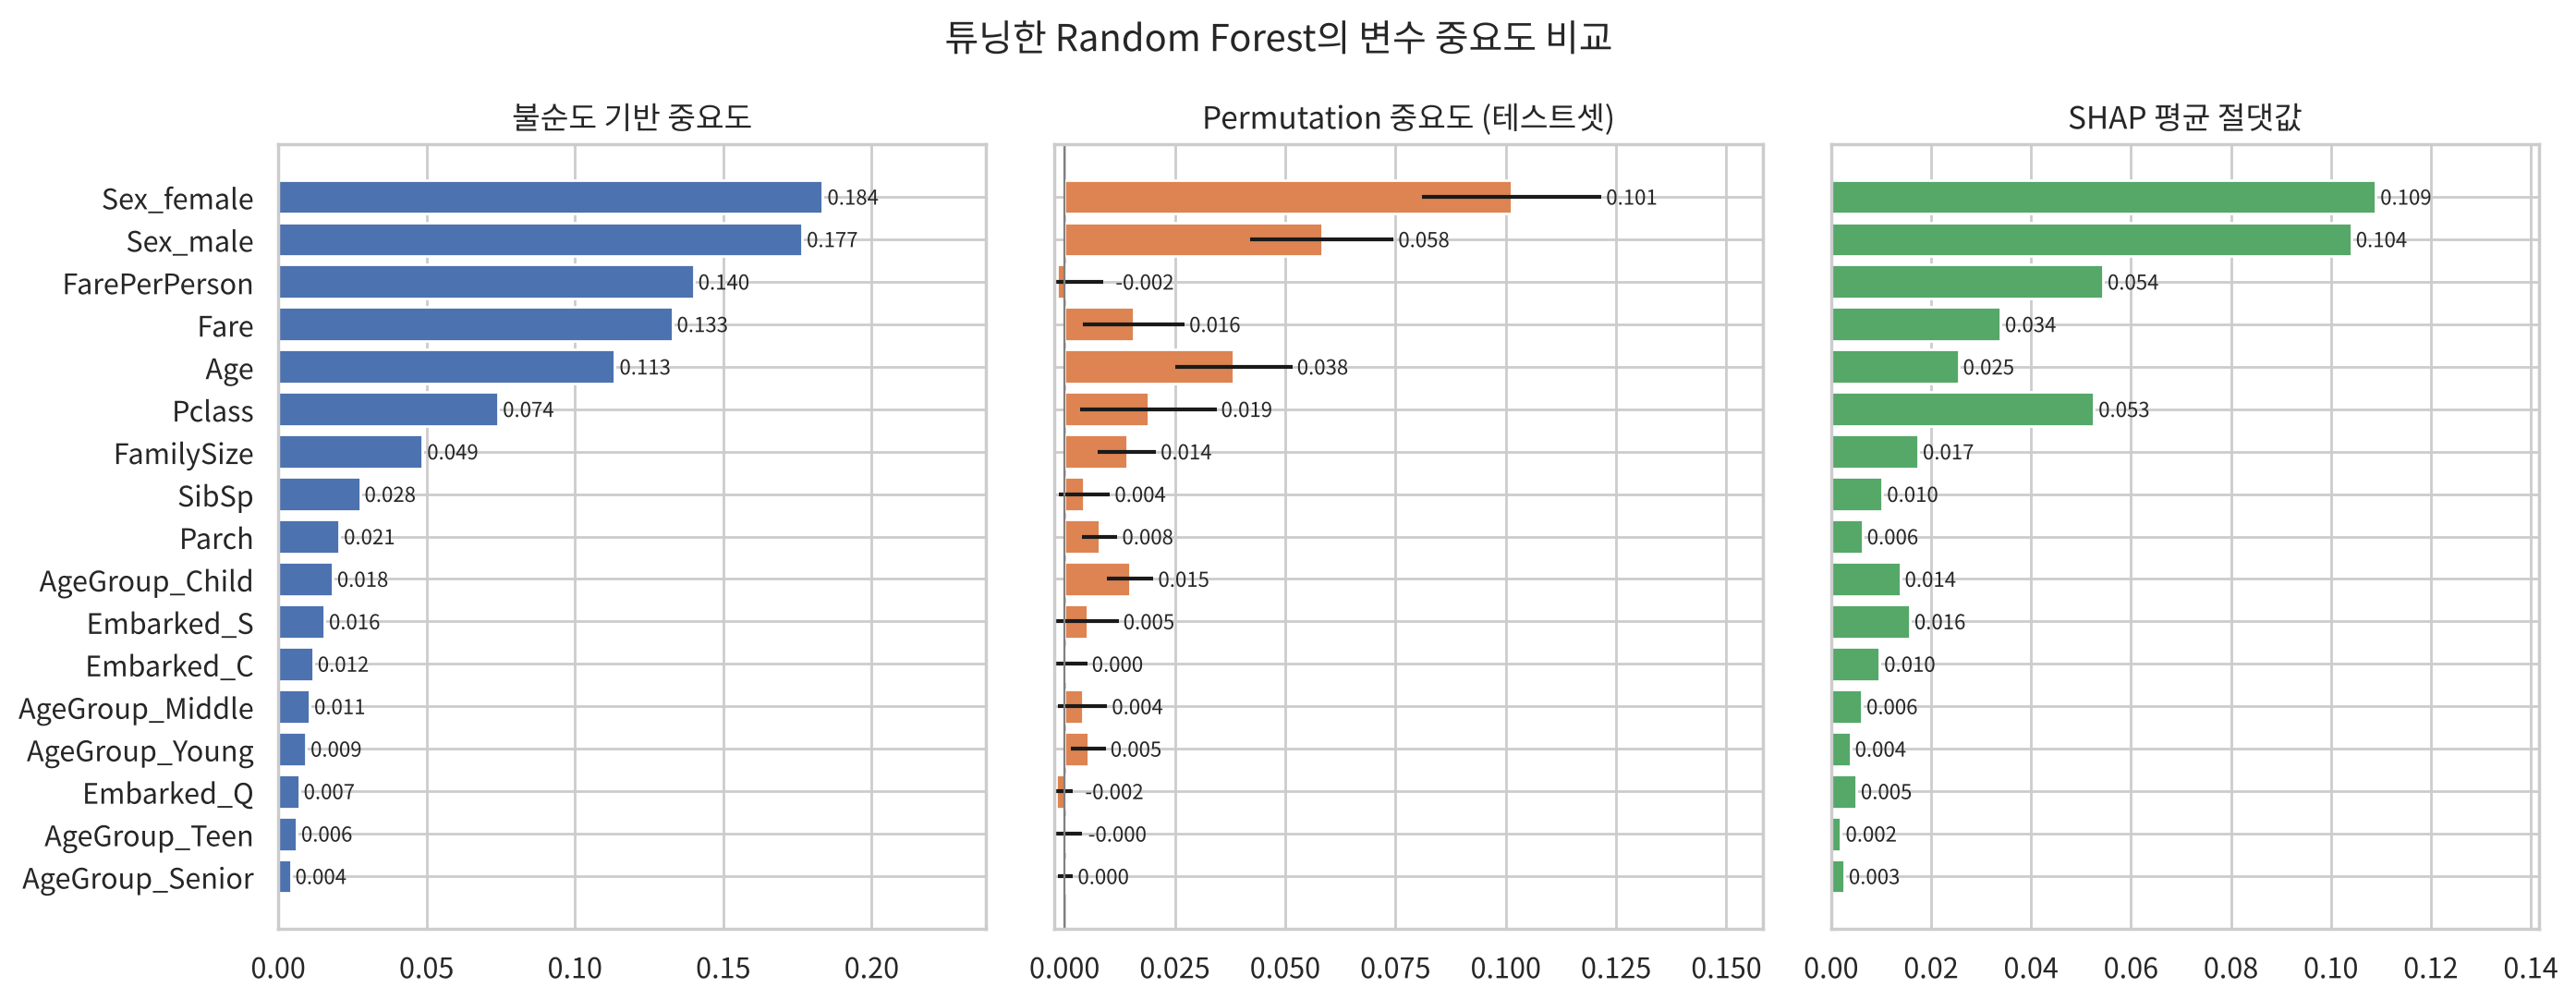 튜닝한 Random Forest의 변수 중요도 비교
불순도 기반 중요도
Sex_female 0.184
Sex_male 0.177
FarePerPerson 0.140
Fare 0.133
Age 0.113
Pclass 0.074
FamilySize 0.049
SibSp 0.028
Parch 0.021
AgeGroup_Child 0.018
Embarked_S 0.016
Embarked_C 0.012
AgeGroup_Middle 0.011
AgeGroup_Young 0.009
Embarked_Q 0.007
AgeGroup_Teen 0.006
AgeGroup_Senior 0.004
0.00 0.05 0.10 0.15 0.20
Permutation 중요도 (테스트셋)
0.101
0.058
-0.002
0.016
0.038
0.019
0.014
0.004
0.008
0.015
0.005
0.000
0.004
0.005
-0.002
-0.000
0.000
0.000 0.025 0.050 0.075 0.100 0.125 0.150
SHAP 평균 절댓값
0.109
0.104
0.054
0.034
0.025
0.053
0.017
0.010
0.006
0.014
0.016
0.010
0.006
0.004
0.005
0.002
0.003
0.00 0.02 0.04 0.06 0.08 0.10 0.12 0.14